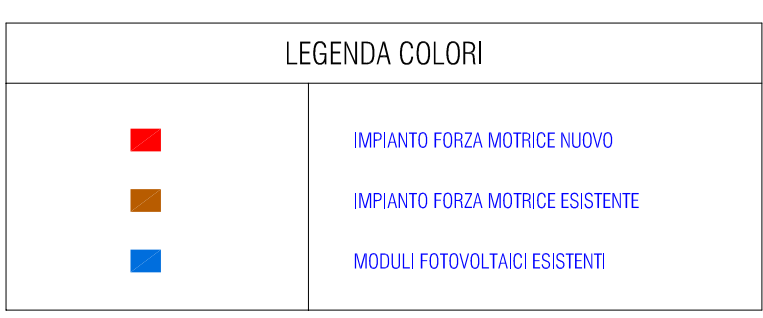 LEGENDA COLORI
IMPIANTO FORZA MOTRICE NUOVO
IMPIANTO FORZA MOTRICE ESISTENTE
MODULI FOTOVOLTAICI ESISTENTI